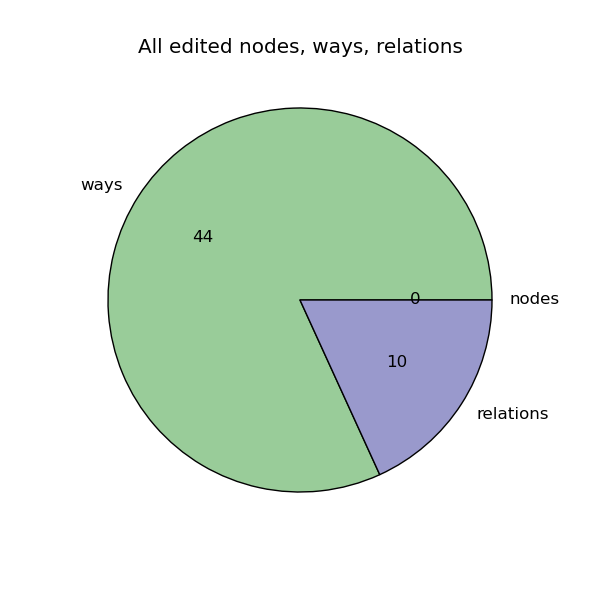 All edited nodes, ways, relations
ways
44
0
nodes
10
relations